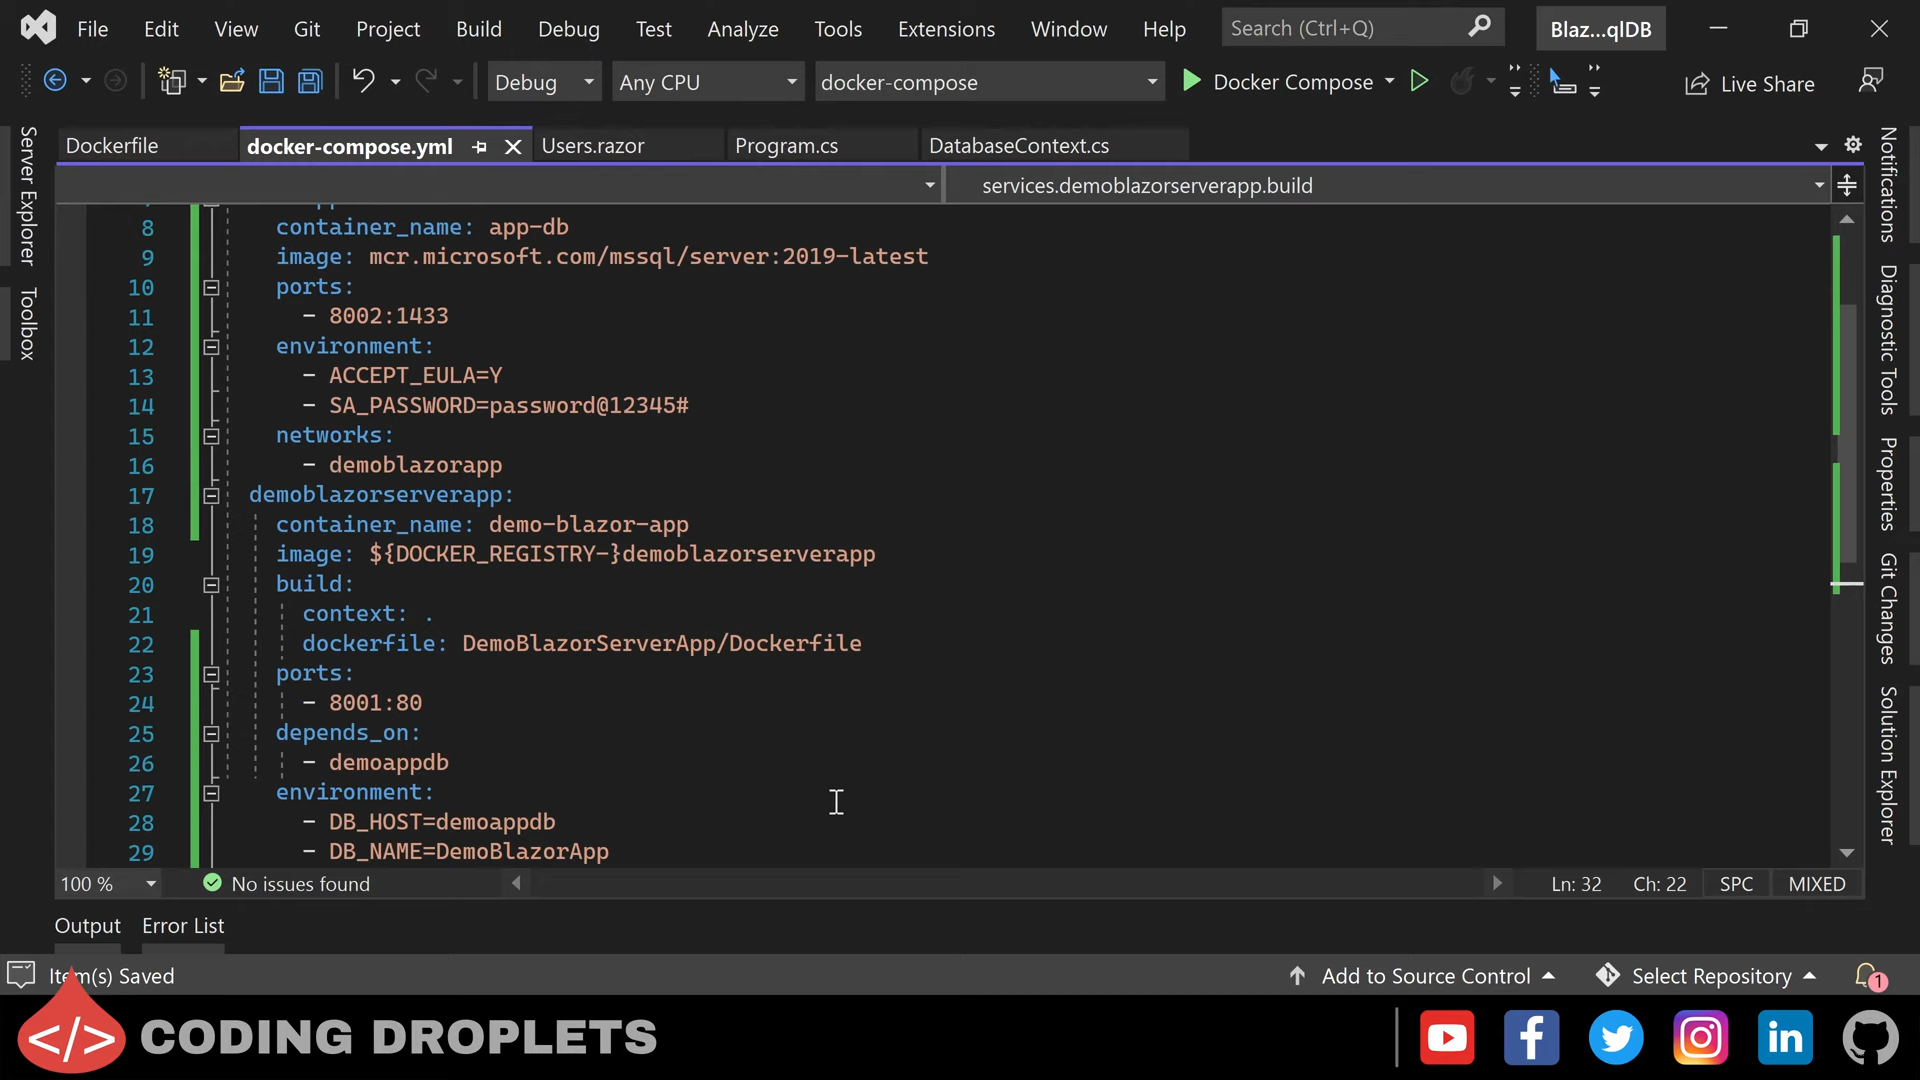 File Edit View Git Project Build Debug Test Analyze Tools Extensions Window Help Search (Ctrl+Q) Blaz...qlDB
Debug Any CPU docker-compose Docker Compose Live Share
Dockerfile docker-compose.yml Users.razor Program.cs DatabaseContext.cs
services.demoblazorserverapp.build
8 container_name: app-db
9 image: mcr.microsoft.com/mssql/server:2019-latest
10 ports:
11 - 8002:1433
12 environment:
13 - ACCEPT_EULA=Y
14 - SA_PASSWORD=password@12345#
15 networks:
16 - demoblazorapp
17 demoblazorserverapp:
18 container_name: demo-blazor-app
19 image: ${DOCKER_REGISTRY-}demoblazorserverapp
20 build:
21 context: .
22 dockerfile: DemoBlazorServerApp/Dockerfile
23 ports:
24 - 8001:80
25 depends_on:
26 - demoappdb
27 environment:
28 - DB_HOST=demoappdb
29 - DB_NAME=DemoBlazorApp
100 % No issues found Ln: 32 Ch: 22 SPC MIXED
Output Error List
Item(s) Saved Add to Source Control Select Repository 1
Server Explorer
Toolbox
Notifications
Diagnostic Tools
Properties
Git Changes
Solution Explorer
</> CODING DROPLETS
f in